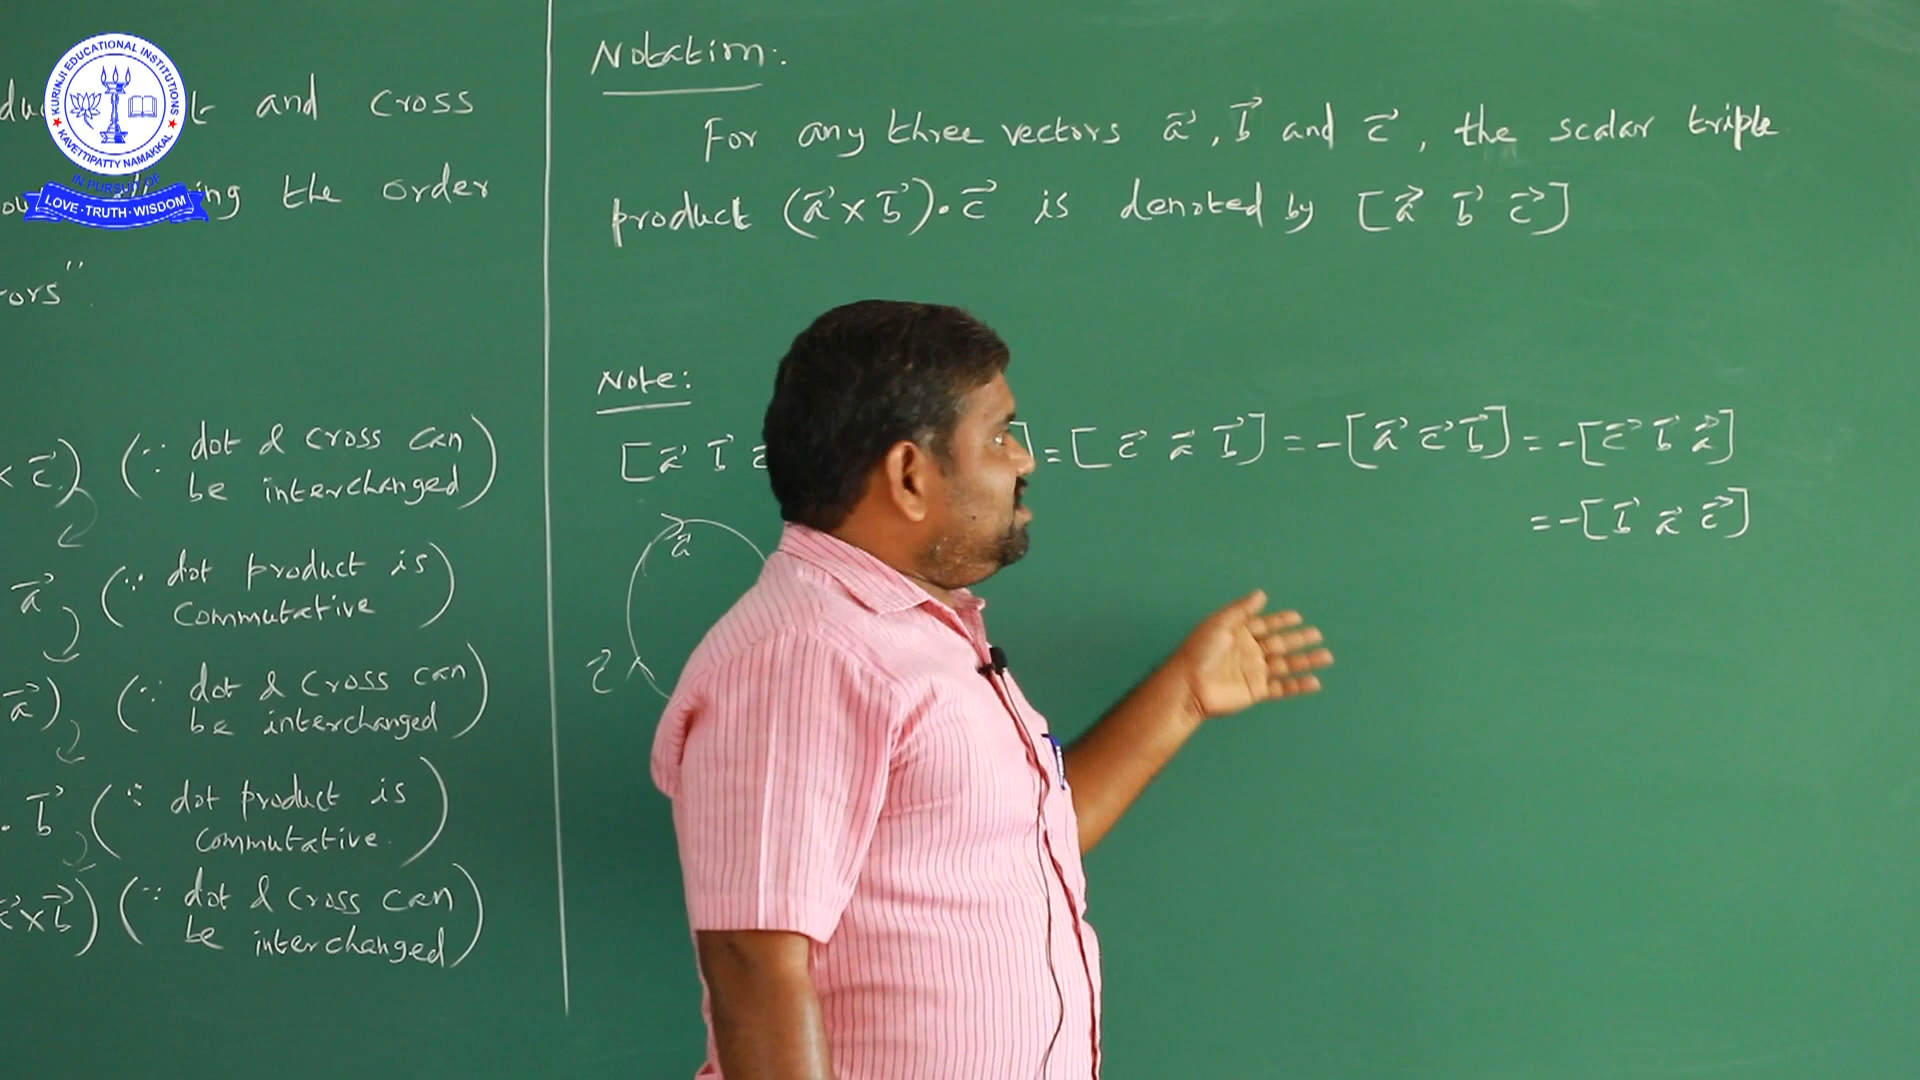 KURINJI EDUCATIONAL INSTITUTIONS
KAVETTIPATTY NAMAKKAL
IN PURSUIT OF
LOVE · TRUTH · WISDOM
and cross
the order
ors"
× c⃗) (∵ dot & cross can
be interchanged)
a⃗ (∵ dot product is
commutative)
a⃗) (∵ dot & cross can
be interchanged)
. b⃗ (∵ dot product is
commutative.)
c⃗×b⃗) (∵ dot & cross can
be interchanged)
Notation:
For any three vectors a⃗, b⃗ and c⃗, the scalar triple
product (a⃗×b⃗)·c⃗ is denoted by [a⃗ b⃗ c⃗]
Note:
[a⃗ b⃗ c ] = [c⃗ a⃗ b⃗] = -[a⃗ c⃗ b⃗] = -[c⃗ b⃗ a⃗]
= -[b⃗ a⃗ c⃗]
a⃗
c⃗